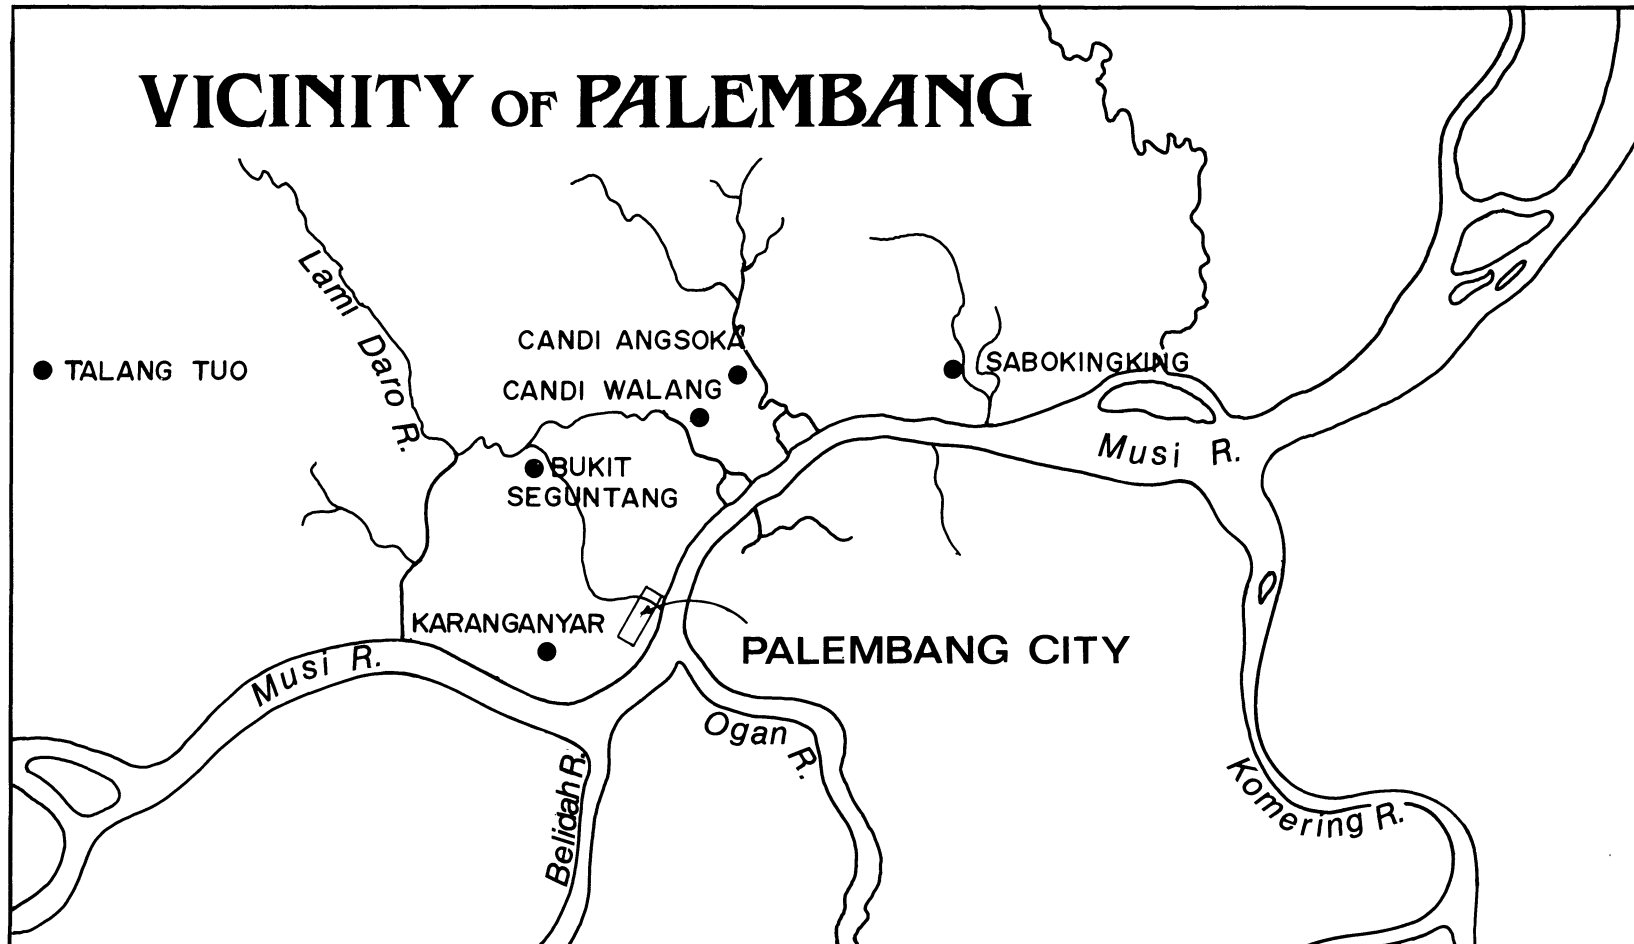 VICINITY OF PALEMBANG
Lami Daro R.
CANDI ANGSOKA
TALANG TUO
CANDI WALANG
SABOKINGKING
Musi R.
BUKIT
SEGUNTANG
KARANGANYAR
PALEMBANG CITY
Musi R.
Ogan R.
Belidah R.
Komering R.